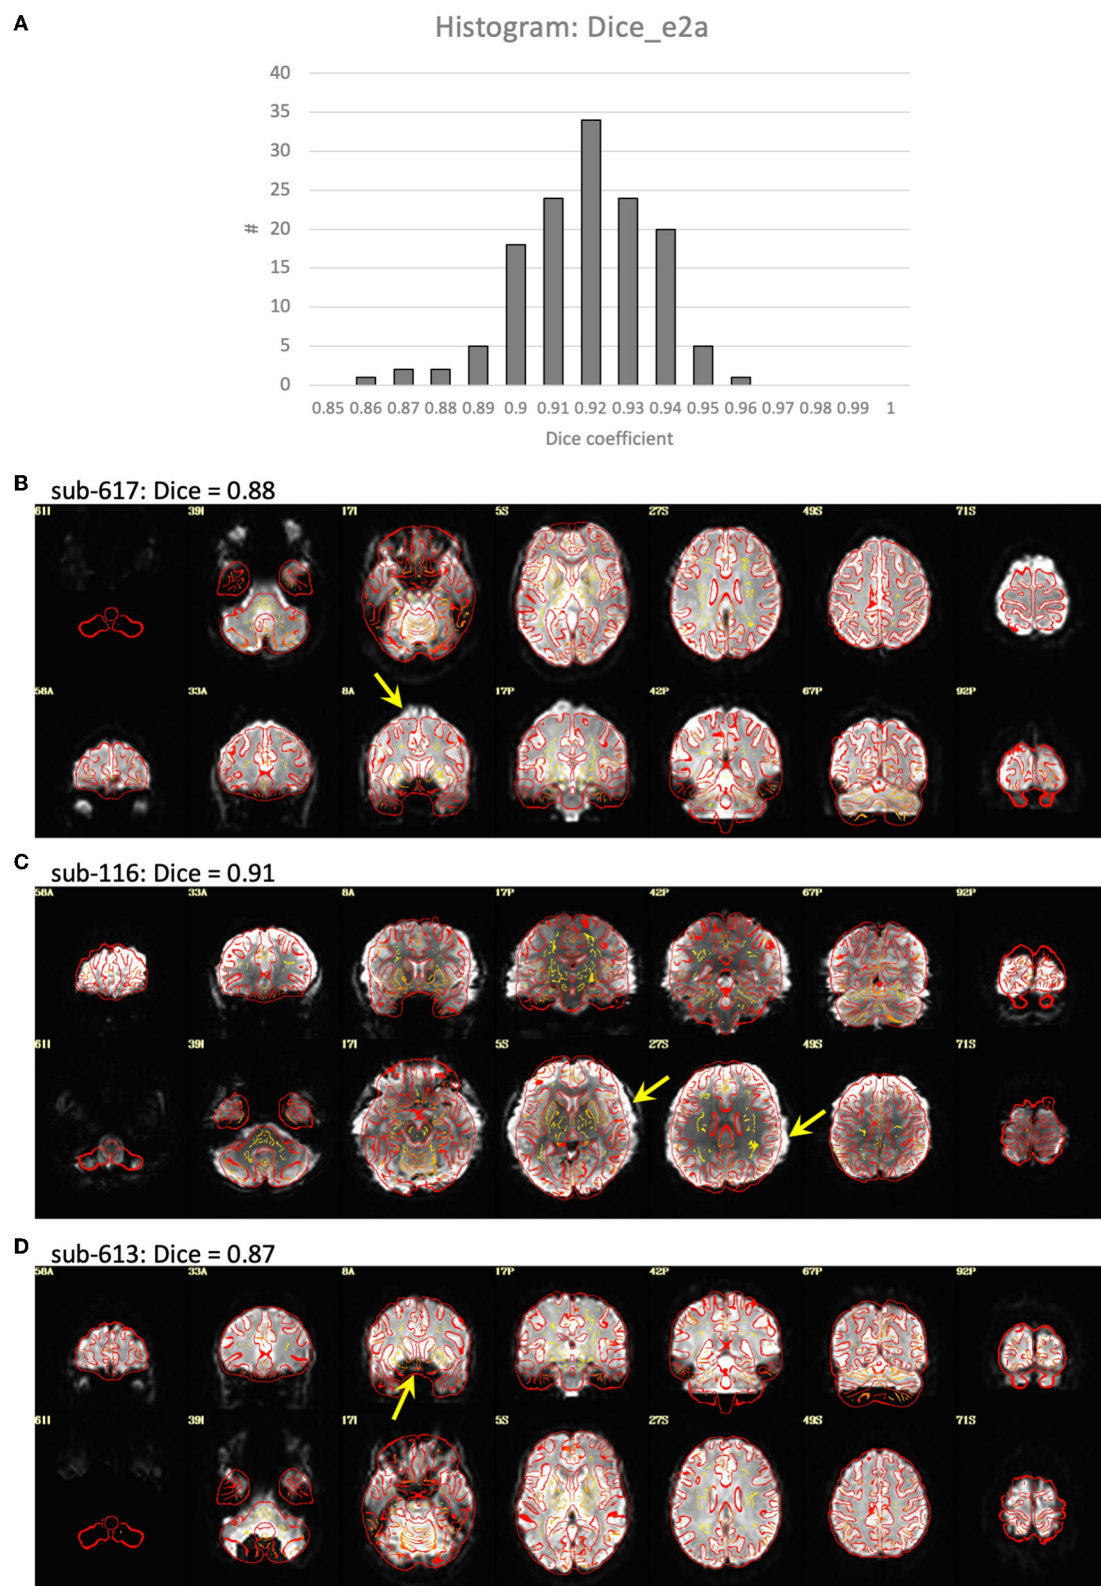 A
Histogram: Dice_e2a
40
35
30
25
20
15
10
5
0
#
0.85 0.86 0.87 0.88 0.89 0.9 0.91 0.92 0.93 0.94 0.95 0.96 0.97 0.98 0.99 1
Dice coefficient
B
sub-617: Dice = 0.88
61I 39I 17I 5S 27S 49S 71S
58A 33A 8A 17P 42P 67P 92P
C
sub-116: Dice = 0.91
58A 33A 8A 17P 42P 67P 92P
61I 39I 17I 5S 27S 49S 71S
D
sub-613: Dice = 0.87
58A 33A 8A 17P 42P 67P 92P
61I 39I 17I 5S 27S 49S 71S